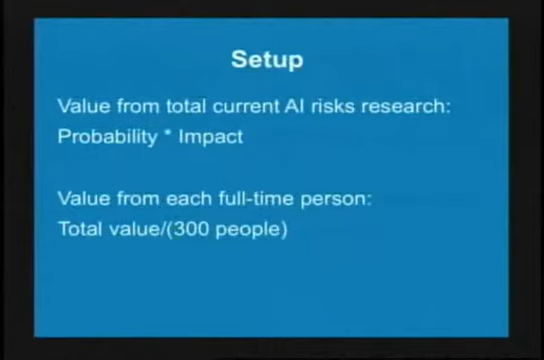 Setup
Value from total current AI risks research:
Probability * Impact
Value from each full-time person:
Total value/(300 people)